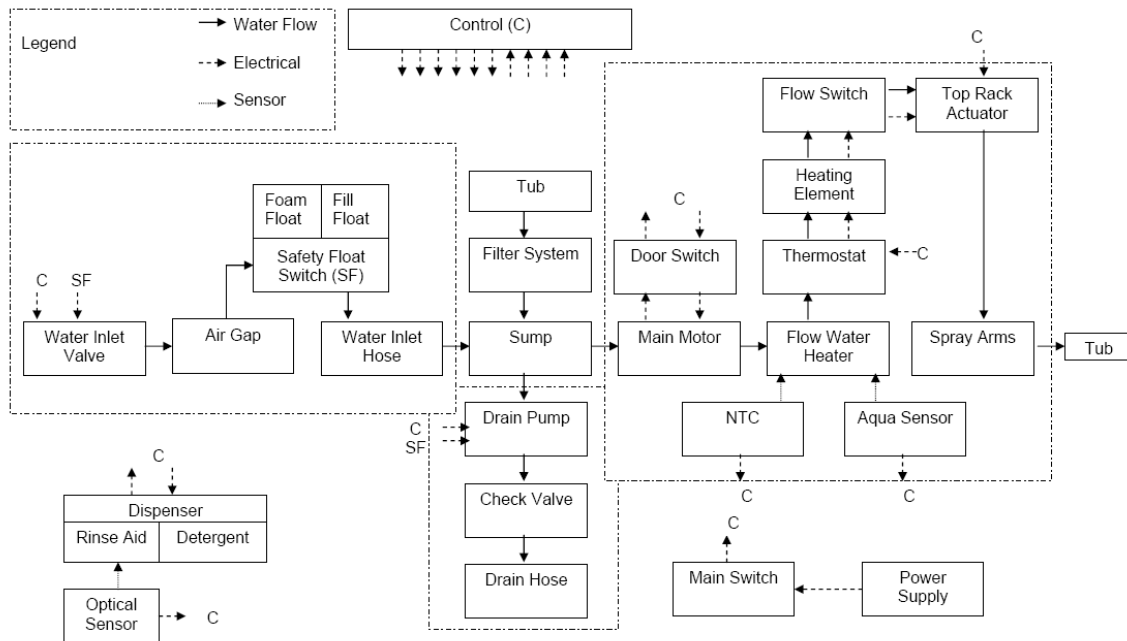 Legend
Water Flow
Electrical
Sensor
Control (C)
C
Flow Switch
Top Rack
Actuator
Foam
Float
Fill
Float
Safety Float
Switch (SF)
Tub
Heating
Element
C
Filter System
Door Switch
Thermostat
C
C
SF
Water Inlet
Valve
Air Gap
Water Inlet
Hose
Sump
Main Motor
Flow Water
Heater
Spray Arms
Tub
C
SF
Drain Pump
NTC
Aqua Sensor
C
C
C
Dispenser
Rinse Aid
Detergent
Check Valve
C
Optical
Sensor
C
Drain Hose
Main Switch
Power
Supply